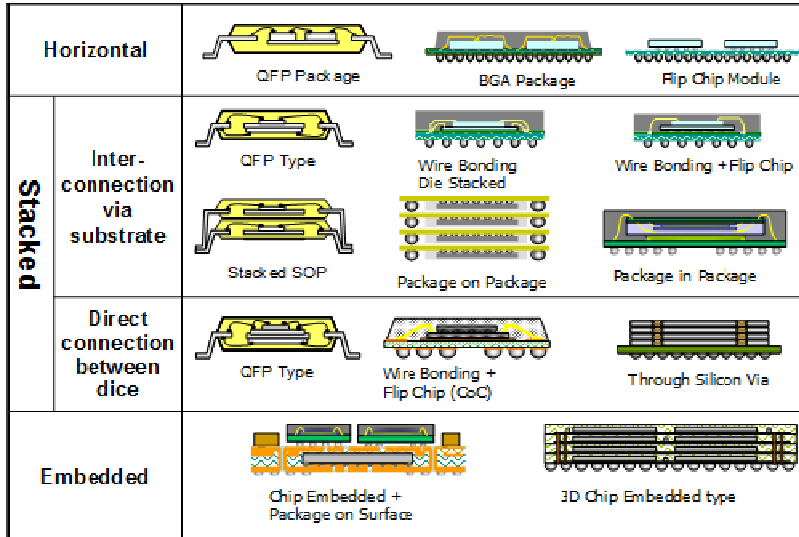 Horizontal
QFP Package
BGA Package
Flip Chip Module
Stacked
Inter-
connection
via
substrate
QFP Type
Wire Bonding
Die Stacked
Wire Bonding +Flip Chip
Stacked SOP
Package on Package
Package in Package
Direct
connection
between
dice
QFP Type
Wire Bonding +
Flip Chip (CoC)
Through Silicon Via
Embedded
Chip Embedded +
Package on Surface
3D Chip Embedded type